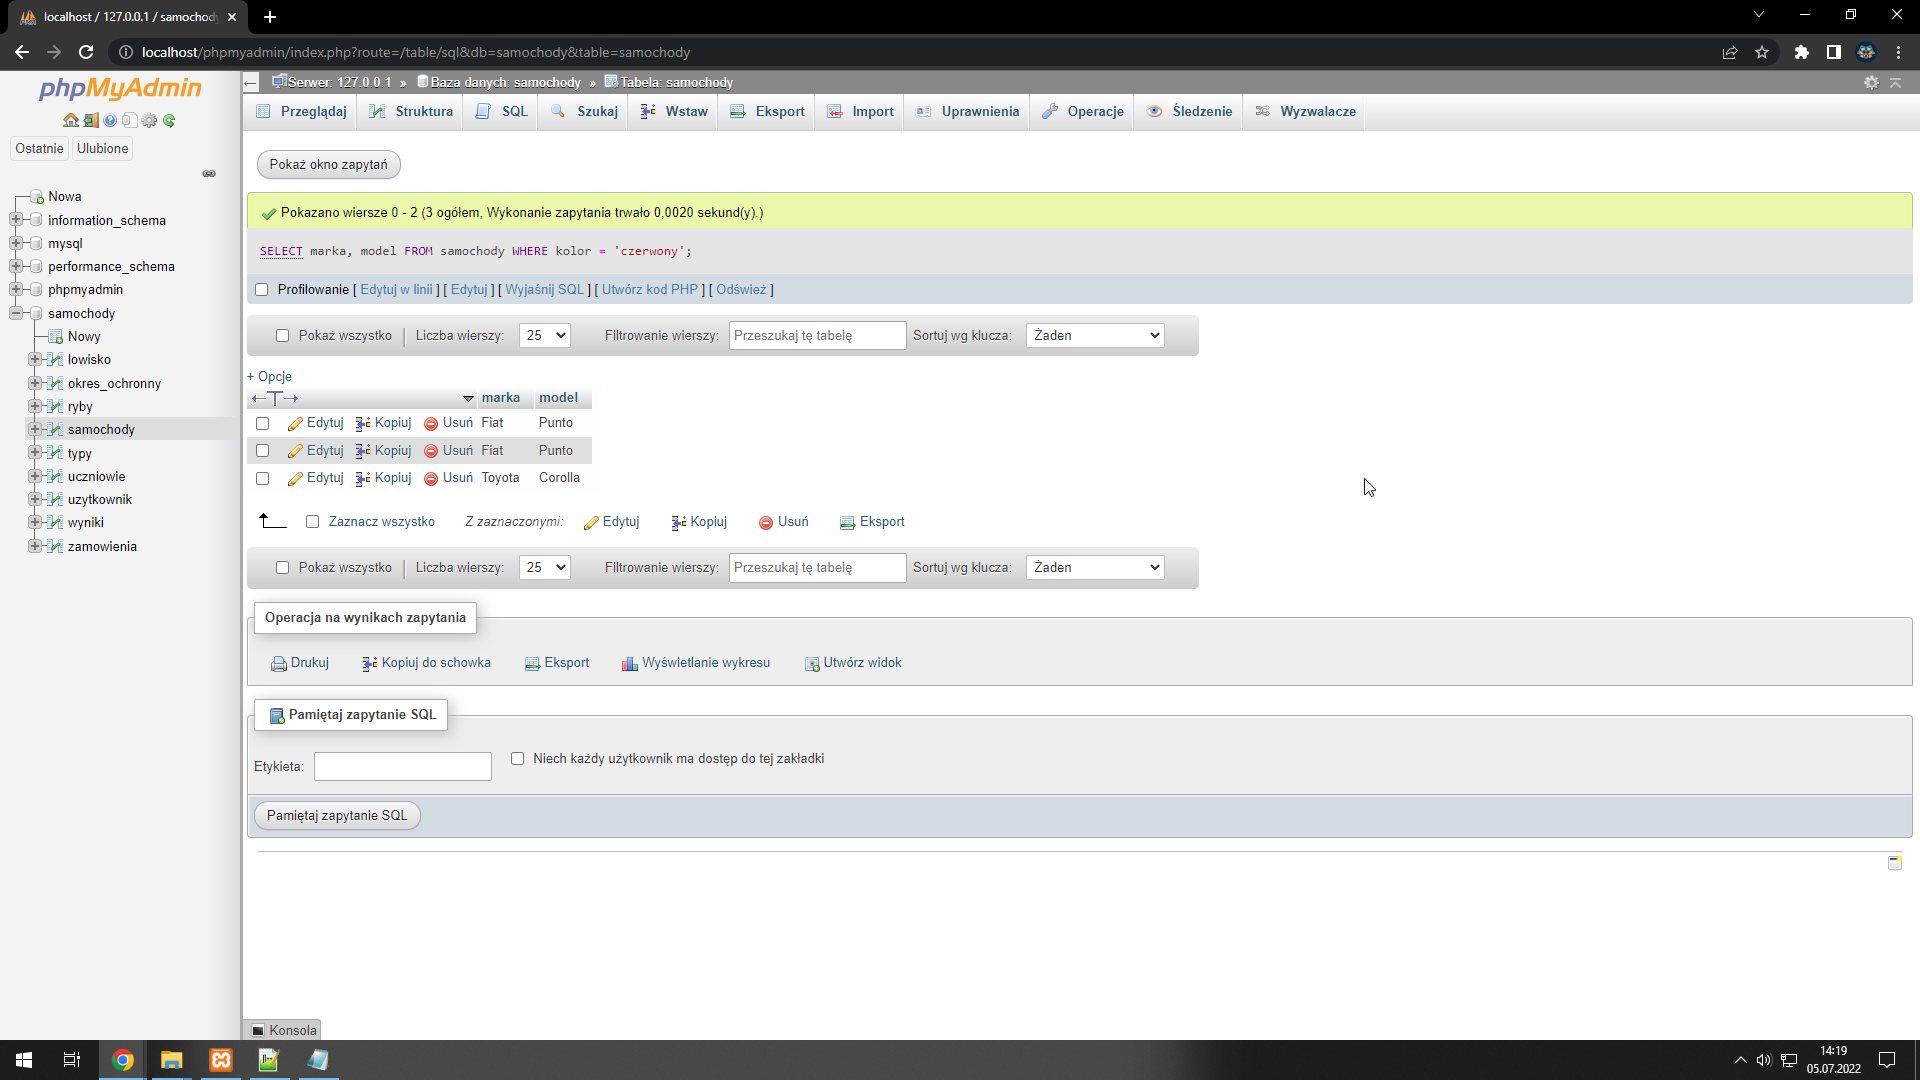 localhost / 127.0.0.1 / samochody
localhost/phpmyadmin/index.php?route=/table/sql&db=samochody&table=samochody
phpMyAdmin
Serwer: 127.0.0.1 » Baza danych: samochody » Tabela: samochody
Przeglądaj Struktura SQL Szukaj Wstaw Eksport Import Uprawnienia Operacje Śledzenie Wyzwalacze
Ostatnie Ulubione
Nowa
information_schema
mysql
performance_schema
phpmyadmin
samochody
Nowy
lowisko
okres_ochronny
ryby
samochody
typy
uczniowie
uzytkownik
wyniki
zamowienia
Pokaż okno zapytań
Pokazano wiersze 0 - 2 (3 ogółem, Wykonanie zapytania trwało 0,0020 sekund(y).)
SELECT marka, model FROM samochody WHERE kolor = 'czerwony';
Profilowanie [ Edytuj w linii ] [ Edytuj ] [ Wyjaśnij SQL ] [ Utwórz kod PHP ] [ Odśwież ]
Pokaż wszystko Liczba wierszy: 25 Filtrowanie wierszy: Przeszukaj tę tabelę Sortuj wg klucza: Żaden
+ Opcje
←T→ marka model
Edytuj Kopiuj Usuń Fiat Punto
Edytuj Kopiuj Usuń Fiat Punto
Edytuj Kopiuj Usuń Toyota Corolla
Zaznacz wszystko Z zaznaczonymi: Edytuj Kopiuj Usuń Eksport
Pokaż wszystko Liczba wierszy: 25 Filtrowanie wierszy: Przeszukaj tę tabelę Sortuj wg klucza: Żaden
Operacja na wynikach zapytania
Drukuj Kopiuj do schowka Eksport Wyświetlanie wykresu Utwórz widok
Pamiętaj zapytanie SQL
Etykieta: Niech każdy użytkownik ma dostęp do tej zakładki
Pamiętaj zapytanie SQL
Konsola
14:19
05.07.2022